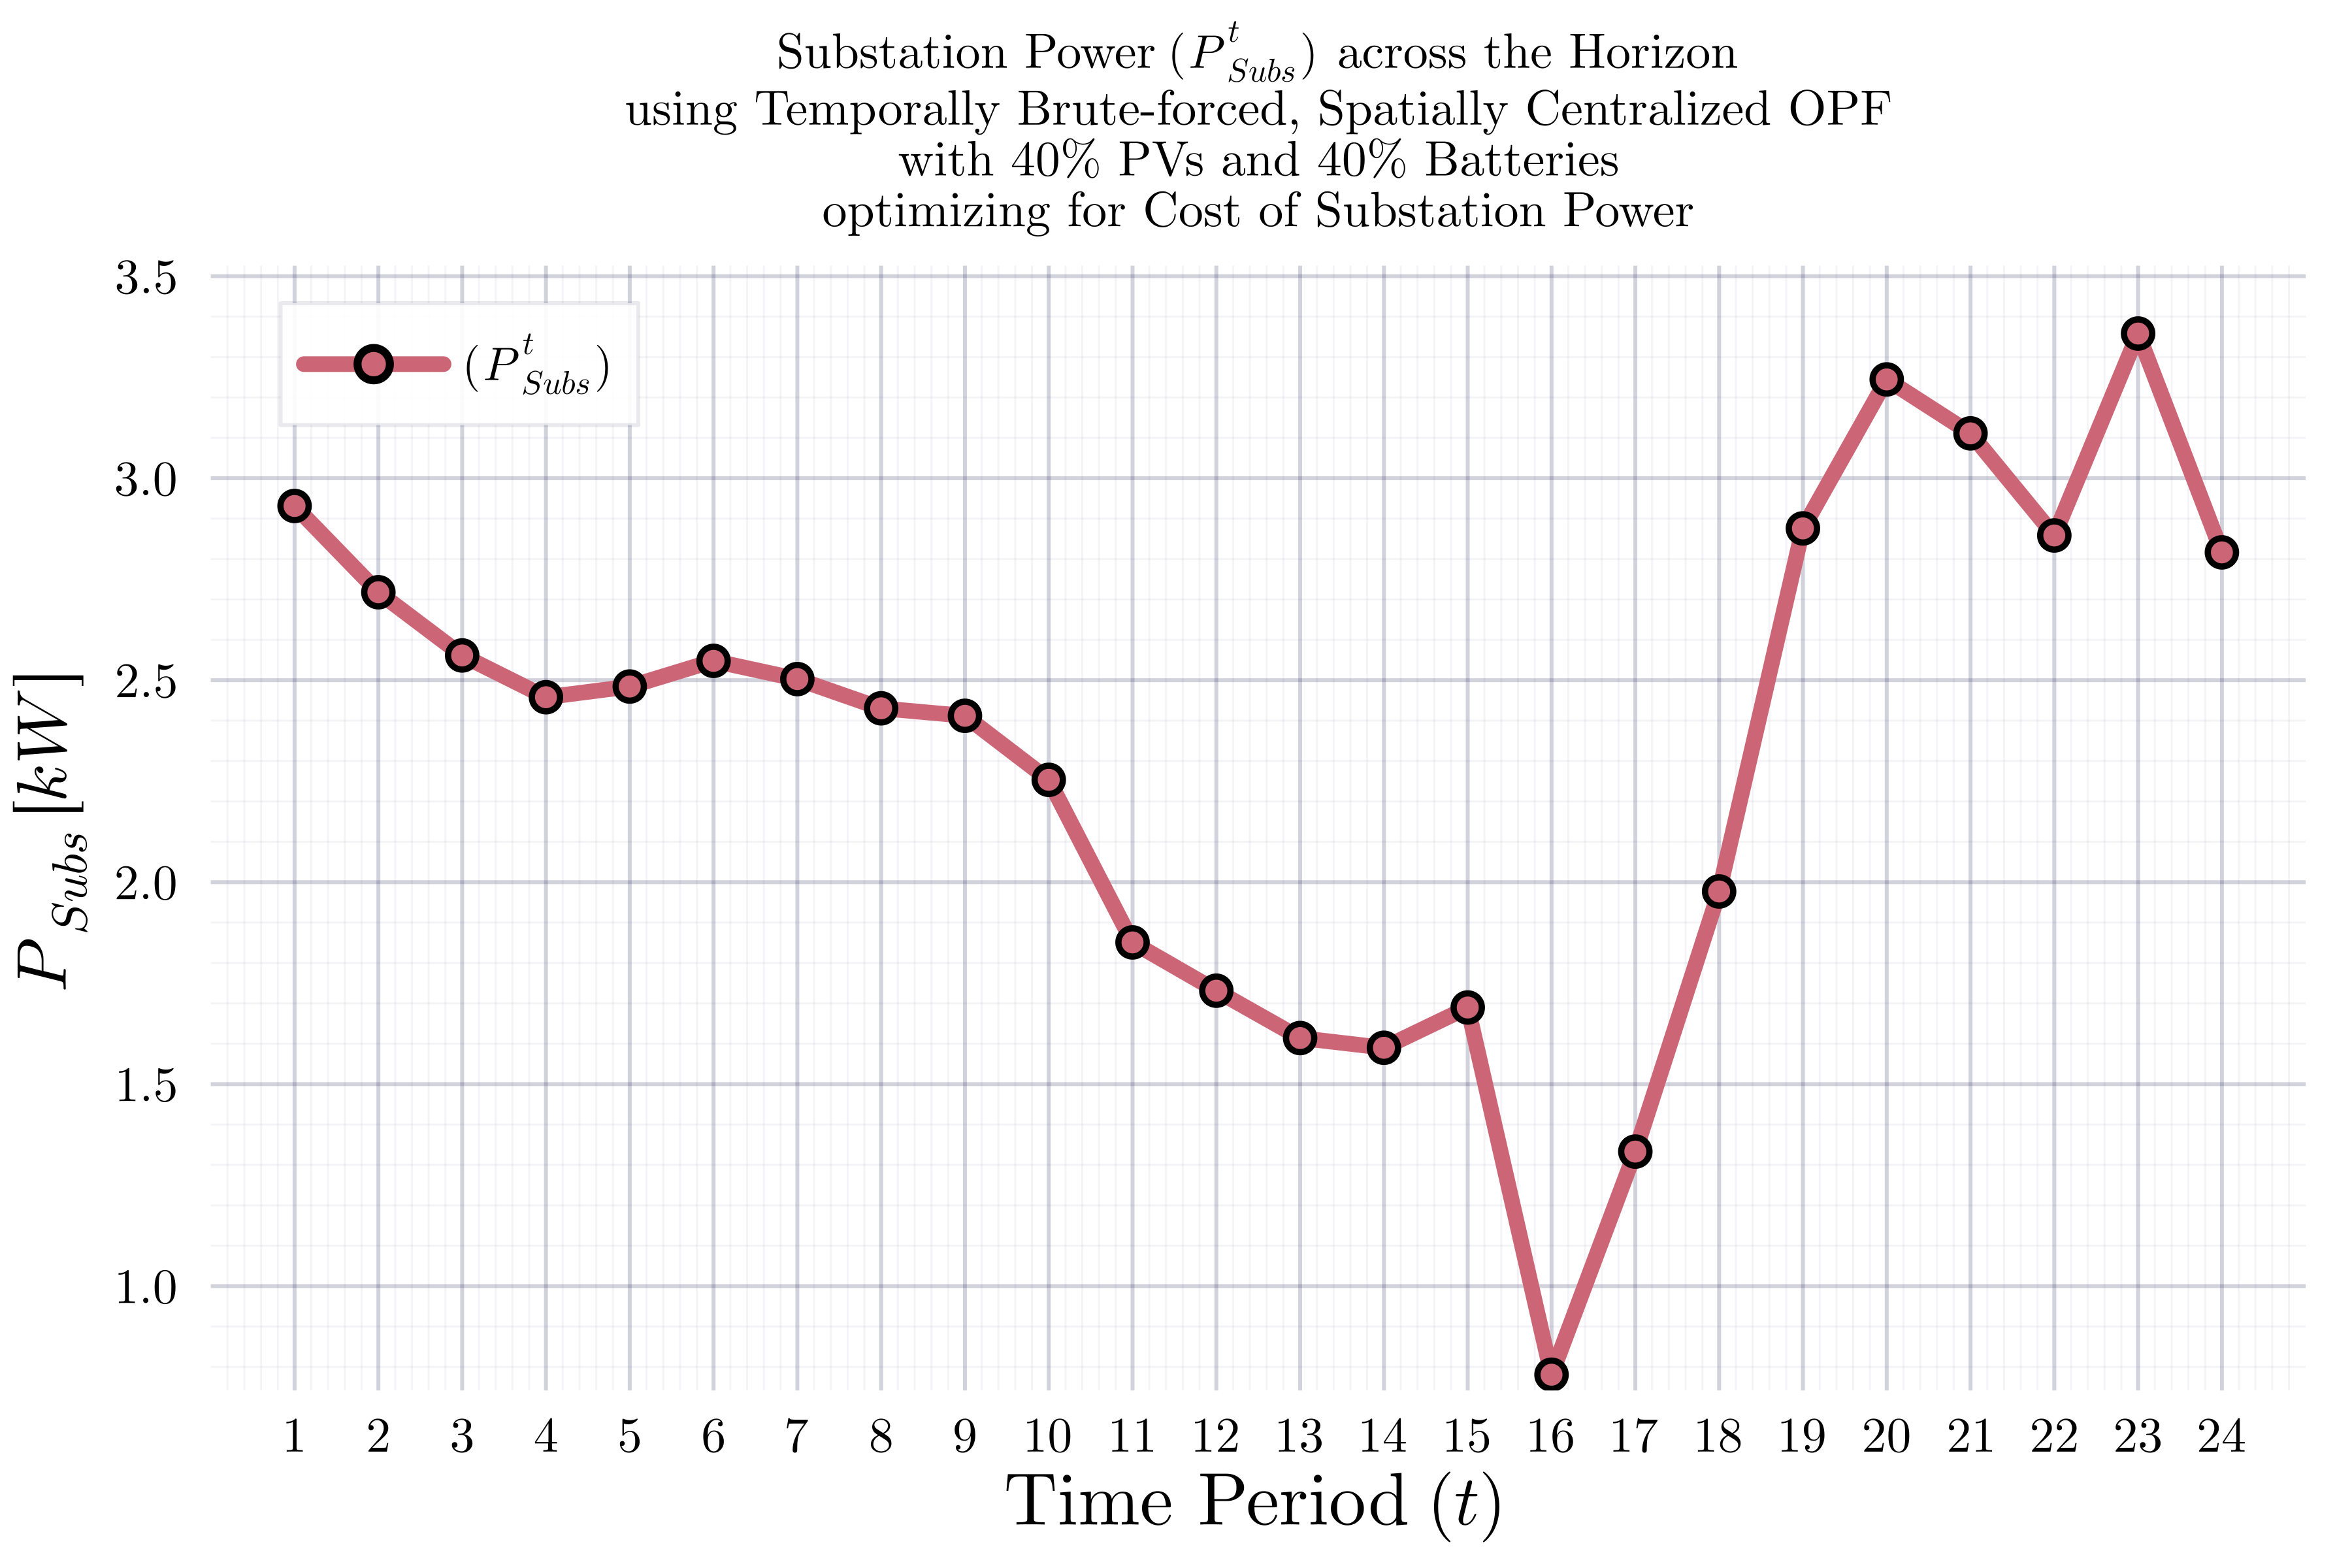 Substation Power (P^t_Subs) across the Horizon
using Temporally Brute-forced, Spatially Centralized OPF
with 40% PVs and 40% Batteries
optimizing for Cost of Substation Power
3.5
(P^t_Subs)
3.0
2.5
2.0
1.5
1.0
P_Subs [kW]
1 2 3 4 5 6 7 8 9 10 11 12 13 14 15 16 17 18 19 20 21 22 23 24
Time Period (t)